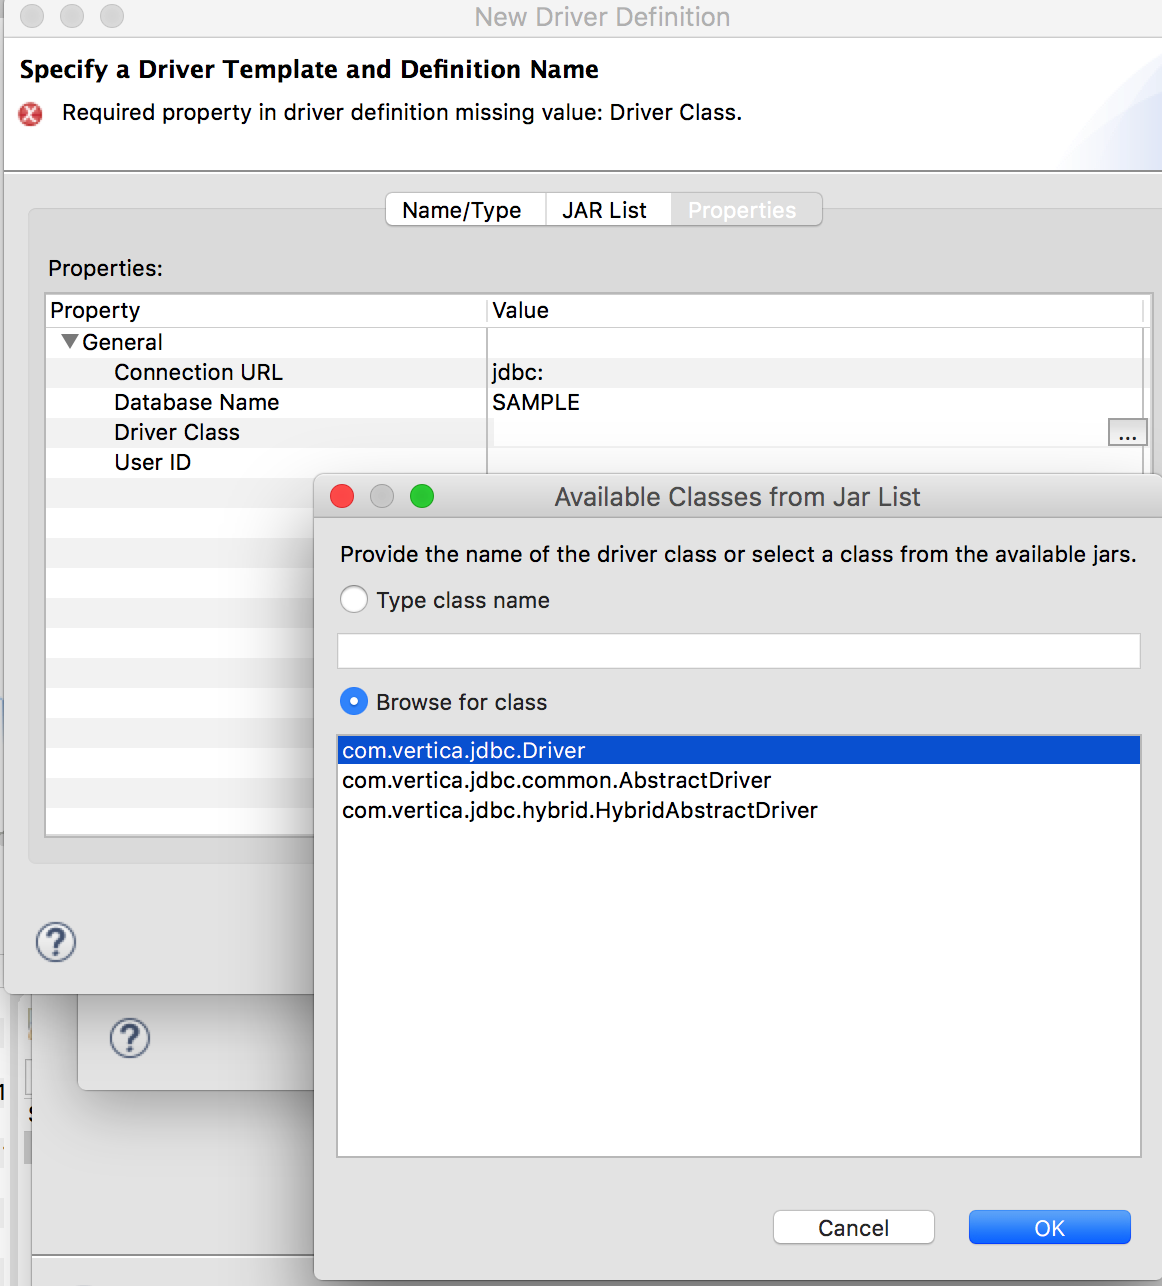 New Driver Definition
Specify a Driver Template and Definition Name
Required property in driver definition missing value: Driver Class.
Name/Type JAR List Properties
Properties:
Property Value
General
Connection URL jdbc:
Database Name SAMPLE
Driver Class ...
User ID
Available Classes from Jar List
Provide the name of the driver class or select a class from the available jars.
Type class name
Browse for class
com.vertica.jdbc.Driver
com.vertica.jdbc.common.AbstractDriver
com.vertica.jdbc.hybrid.HybridAbstractDriver
?
?
Cancel OK